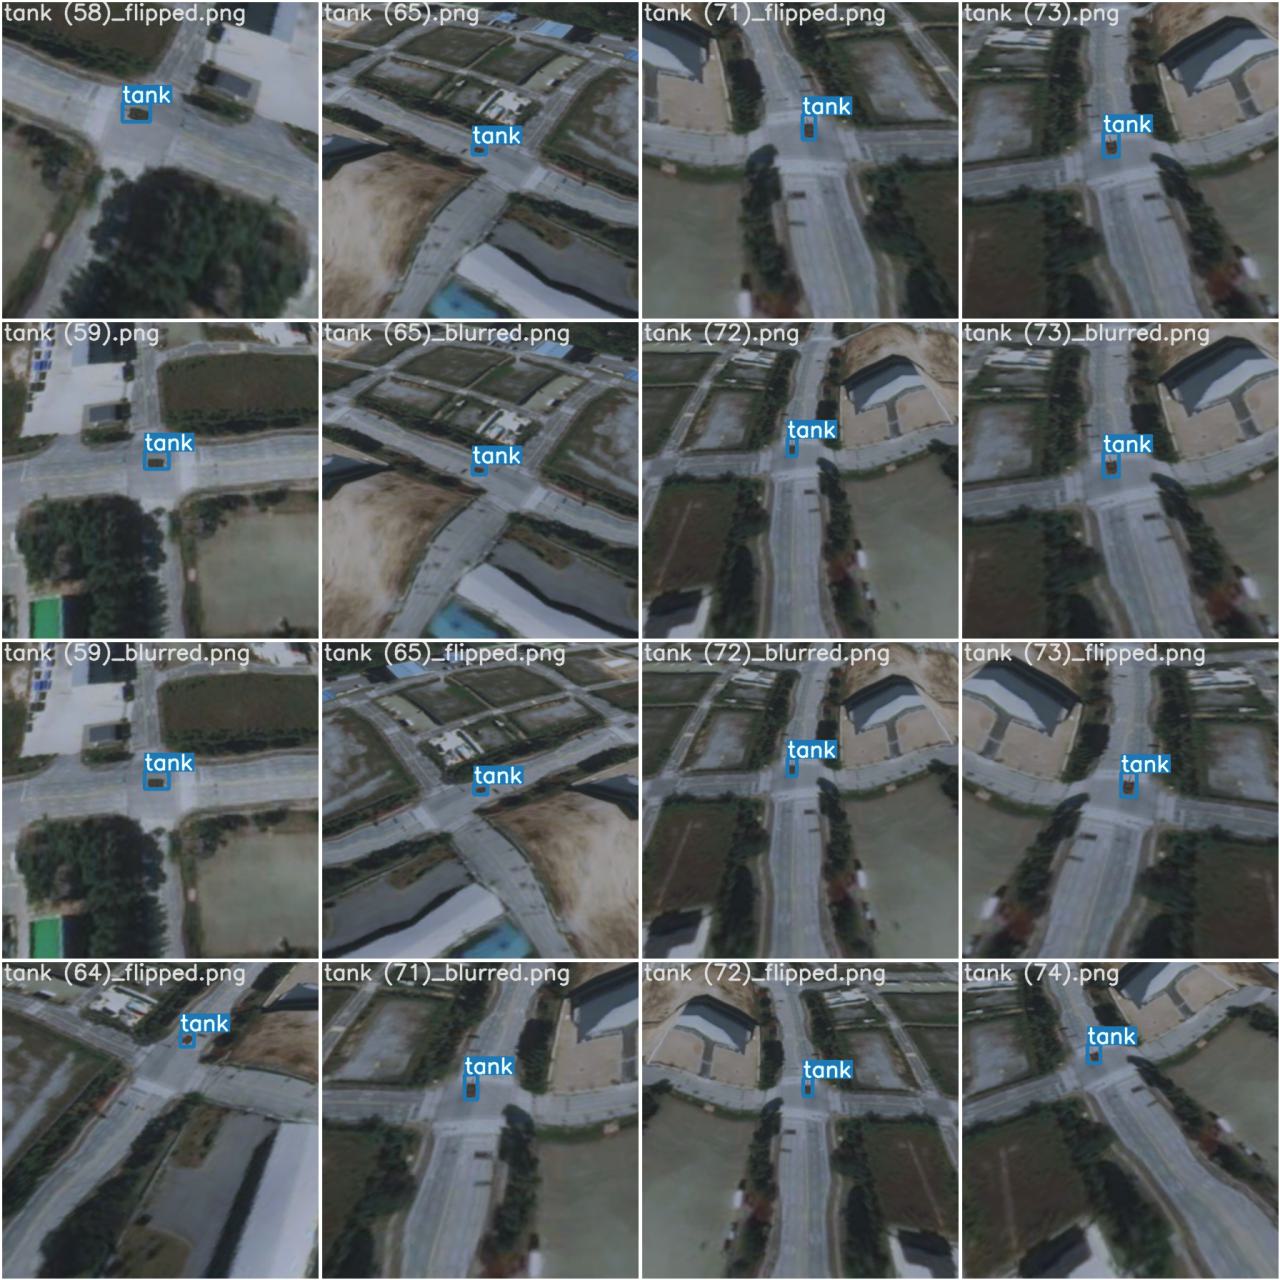 tank (58)_flipped.png
tank
tank (65).png
tank
tank (71)_flipped.png
tank
tank (73).png
tank
tank (59).png
tank
tank (65)_blurred.png
tank
tank (72).png
tank
tank (73)_blurred.png
tank
tank (59)_blurred.png
tank
tank (65)_flipped.png
tank
tank (72)_blurred.png
tank
tank (73)_flipped.png
tank
tank (64)_flipped.png
tank
tank (71)_blurred.png
tank
tank (72)_flipped.png
tank
tank (74).png
tank